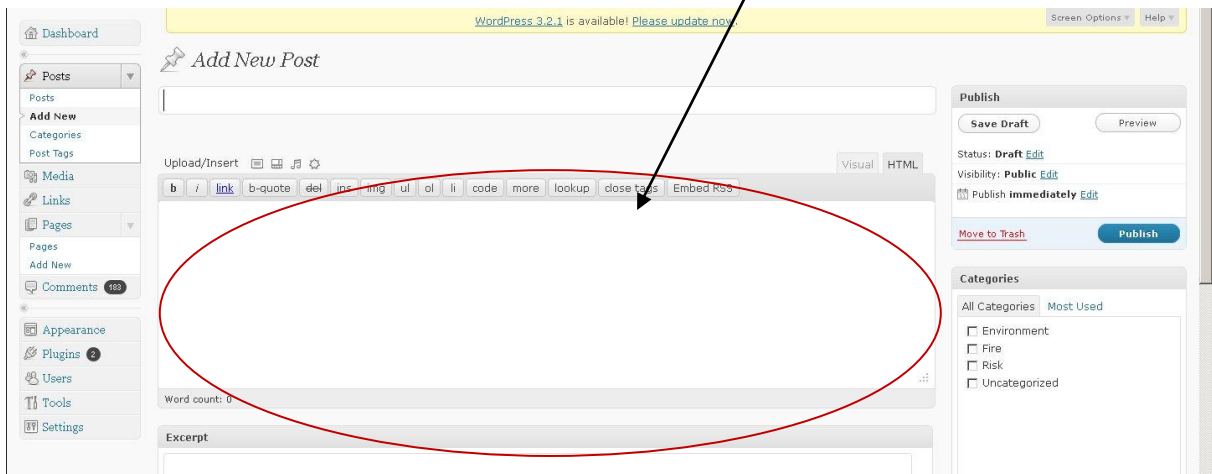 WordPress 3.2.1 is available! Please update now.
Screen Options
Help
Dashboard
Posts
Posts
Add New
Categories
Post Tags
Media
Links
Pages
Pages
Add New
Comments 183
Appearance
Plugins 2
Users
Tools
Settings
Add New Post
Upload/Insert
Visual HTML
b i link b-quote del ins img ul ol li code more lookup close tags Embed RSS
Word count: 0
Excerpt
Publish
Save Draft Preview
Status: Draft Edit
Visibility: Public Edit
Publish immediately Edit
Move to Trash Publish
Categories
All Categories Most Used
Environment
Fire
Risk
Uncategorized